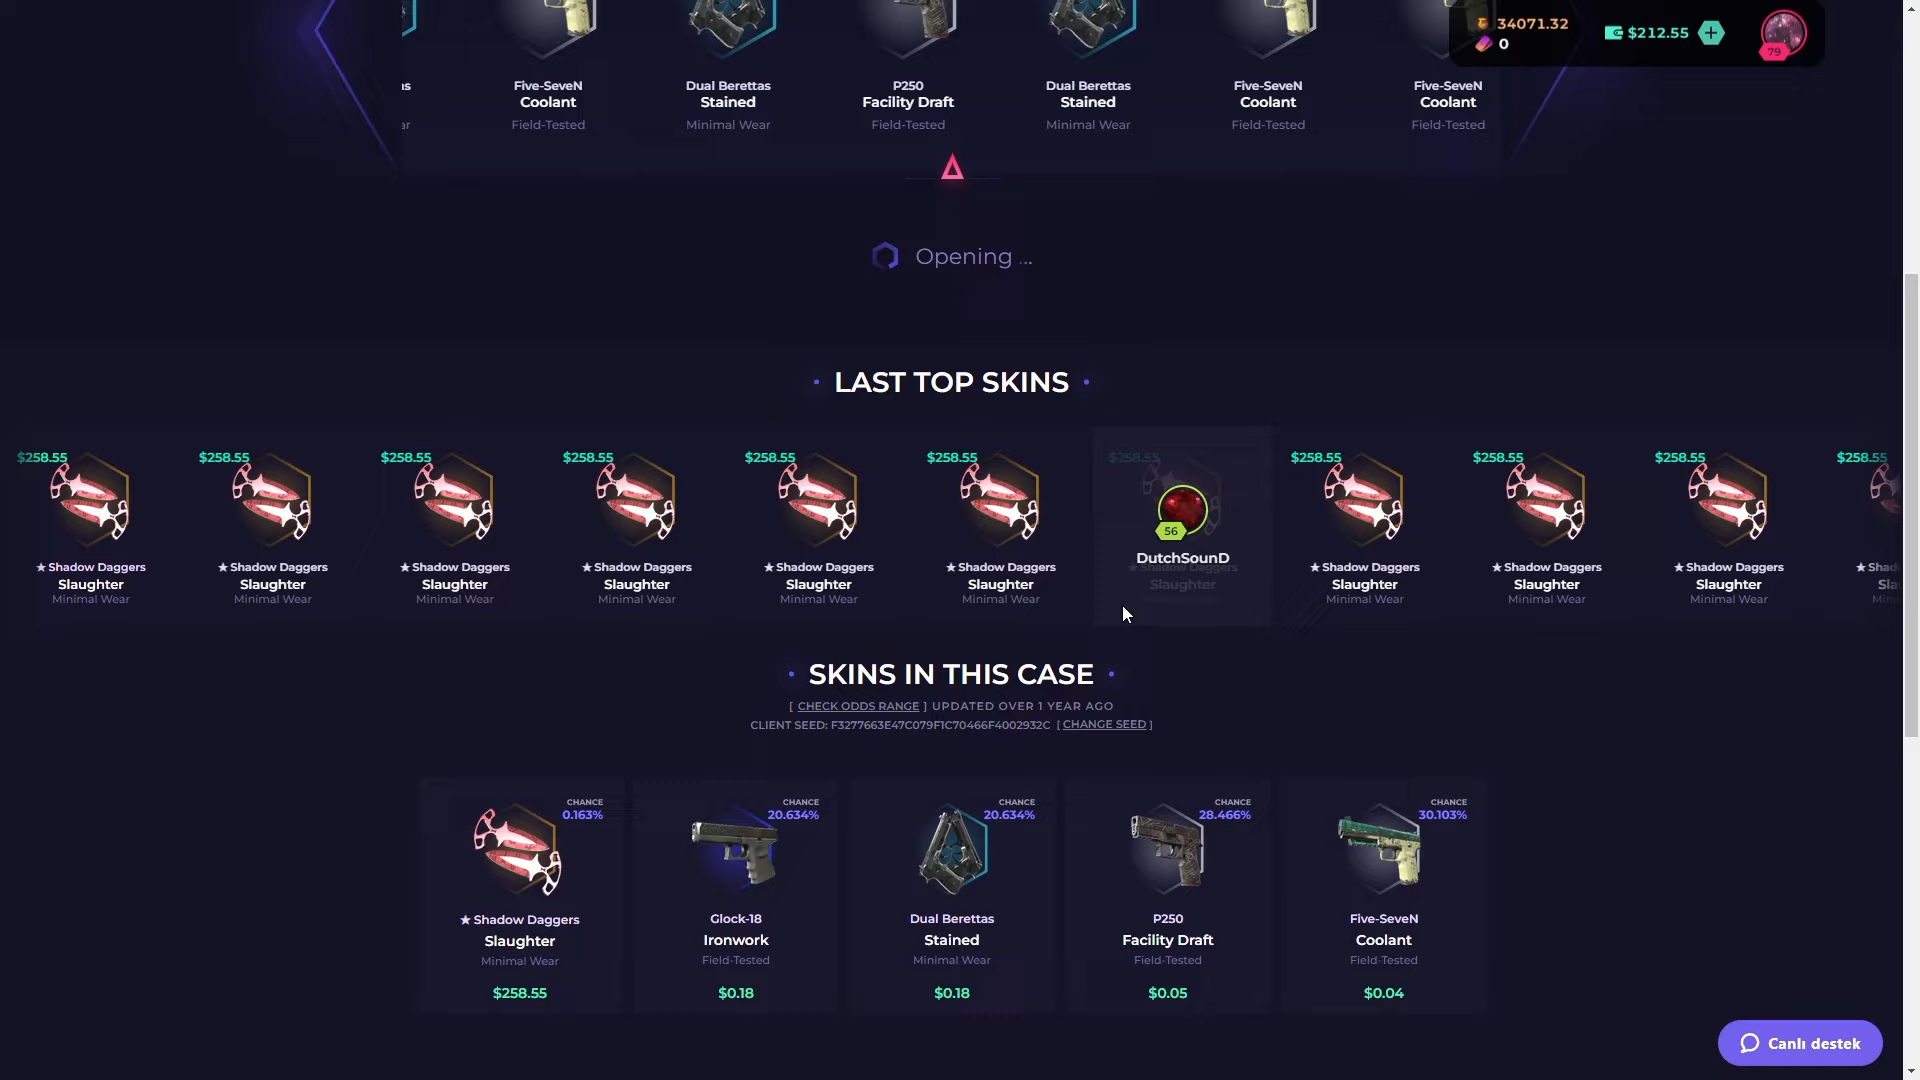 34071.32
0
$212.55
79
Five-SeveN
Coolant
Field-Tested
Dual Berettas
Stained
Minimal Wear
P250
Facility Draft
Field-Tested
Dual Berettas
Stained
Minimal Wear
Five-SeveN
Coolant
Field-Tested
Five-SeveN
Coolant
Field-Tested
Opening ...
LAST TOP SKINS
$258.55
★ Shadow Daggers
Slaughter
Minimal Wear
$258.55
★ Shadow Daggers
Slaughter
Minimal Wear
$258.55
★ Shadow Daggers
Slaughter
Minimal Wear
$258.55
★ Shadow Daggers
Slaughter
Minimal Wear
$258.55
★ Shadow Daggers
Slaughter
Minimal Wear
$258.55
★ Shadow Daggers
Slaughter
Minimal Wear
$258.55
56
DutchSounD
★ Shadow Daggers
Slaughter
$258.55
★ Shadow Daggers
Slaughter
Minimal Wear
$258.55
★ Shadow Daggers
Slaughter
Minimal Wear
$258.55
★ Shadow Daggers
Slaughter
Minimal Wear
$258.55
SKINS IN THIS CASE
[ CHECK ODDS RANGE ] UPDATED OVER 1 YEAR AGO
CLIENT SEED: F3277663E47C079F1C70466F4002932C [ CHANGE SEED ]
CHANCE
0.163%
★ Shadow Daggers
Slaughter
Minimal Wear
$258.55
CHANCE
20.634%
Glock-18
Ironwork
Field-Tested
$0.18
CHANCE
20.634%
Dual Berettas
Stained
Minimal Wear
$0.18
CHANCE
28.466%
P250
Facility Draft
Field-Tested
$0.05
CHANCE
30.103%
Five-SeveN
Coolant
Field-Tested
$0.04
Canlı destek